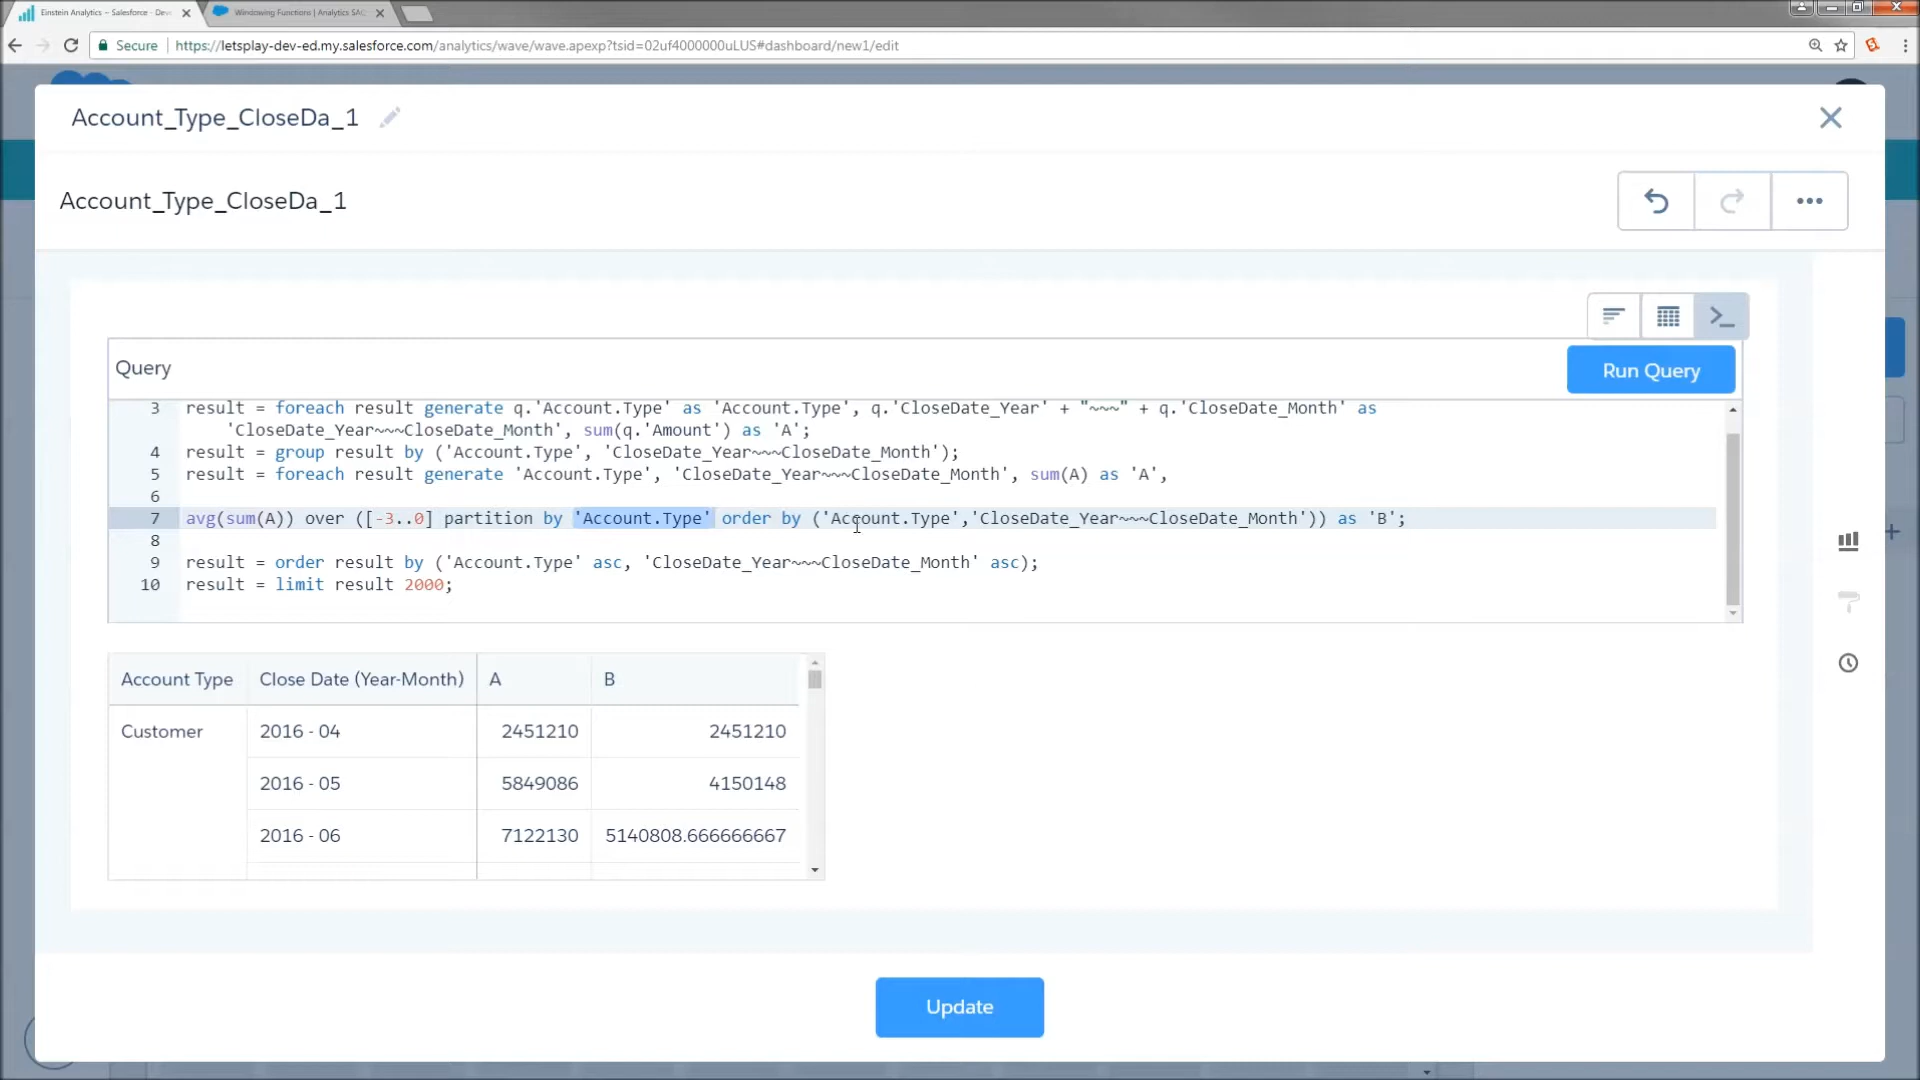 Einstein Analytics – Salesforce - Dev
Windowing Functions | Analytics SAQ
Secure
https://letsplay-dev-ed.my.salesforce.com/analytics/wave/wave.apexp?tsid=02uf4000000uLUS#dashboard/new1/edit
Account_Type_CloseDa_1
Account_Type_CloseDa_1
Query
Run Query
3 result = foreach result generate q.'Account.Type' as 'Account.Type', q.'CloseDate_Year' + "~~~" + q.'CloseDate_Month' as
'CloseDate_Year~~~CloseDate_Month', sum(q.'Amount') as 'A';
4 result = group result by ('Account.Type', 'CloseDate_Year~~~CloseDate_Month');
5 result = foreach result generate 'Account.Type', 'CloseDate_Year~~~CloseDate_Month', sum(A) as 'A',
6
7 avg(sum(A)) over ([-3..0] partition by 'Account.Type' order by ('Account.Type','CloseDate_Year~~~CloseDate_Month')) as 'B';
8
9 result = order result by ('Account.Type' asc, 'CloseDate_Year~~~CloseDate_Month' asc);
10 result = limit result 2000;
Account Type Close Date (Year-Month) A B
Customer 2016 - 04 2451210 2451210
2016 - 05 5849086 4150148
2016 - 06 7122130 5140808.666666667
Update